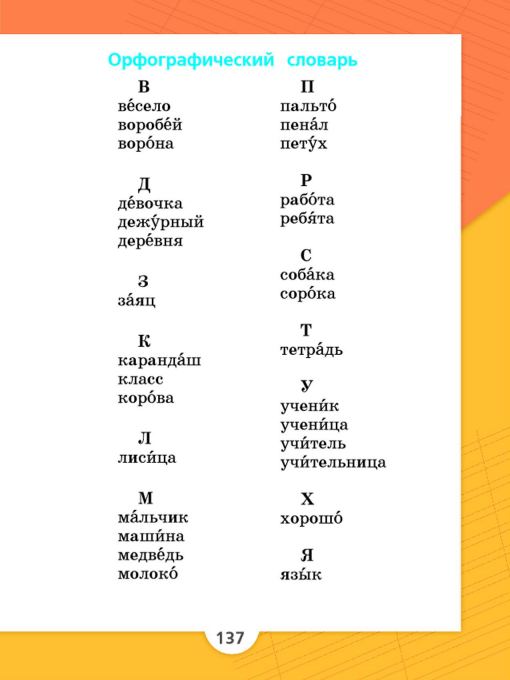 Орфографический словарь
В
ве́село
воробе́й
воро́на
Д
де́вочка
дежу́рный
дере́вня
З
за́яц
К
каранда́ш
класс
коро́ва
Л
лиси́ца
М
ма́льчик
маши́на
медве́дь
молоко́
П
пальто́
пена́л
пету́х
Р
рабо́та
ребя́та
С
соба́ка
соро́ка
Т
тетра́дь
У
учени́к
учени́ца
учи́тель
учи́тельница
Х
хорошо́
Я
язы́к
137